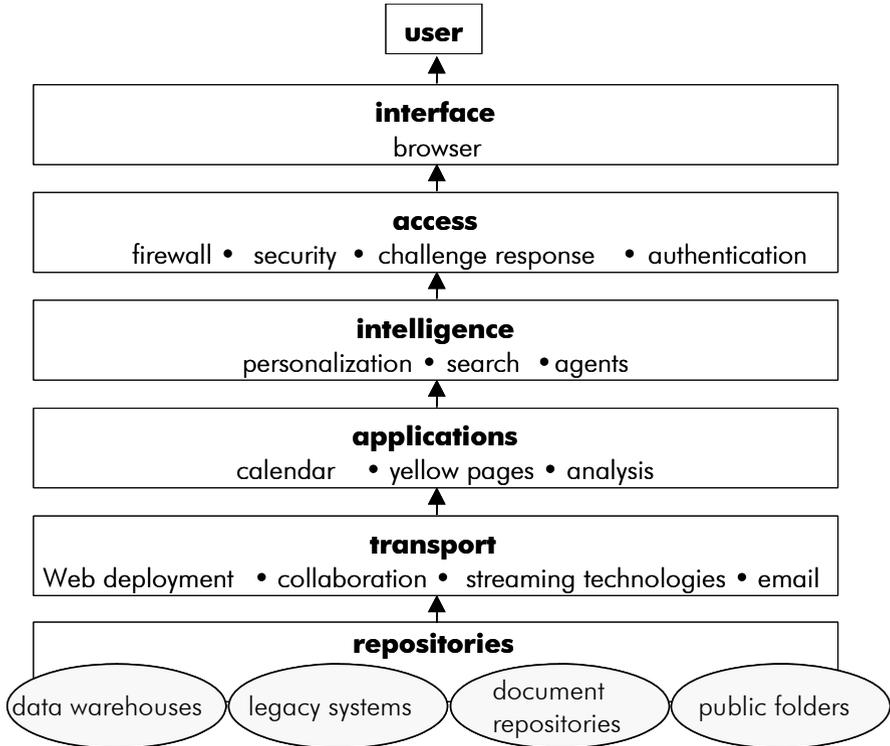 user
interface
browser
access
firewall • security • challenge response • authentication
intelligence
personalization • search • agents
applications
calendar • yellow pages • analysis
transport
Web deployment • collaboration • streaming technologies • email
repositories
data warehouses
legacy systems
document
repositories
public folders